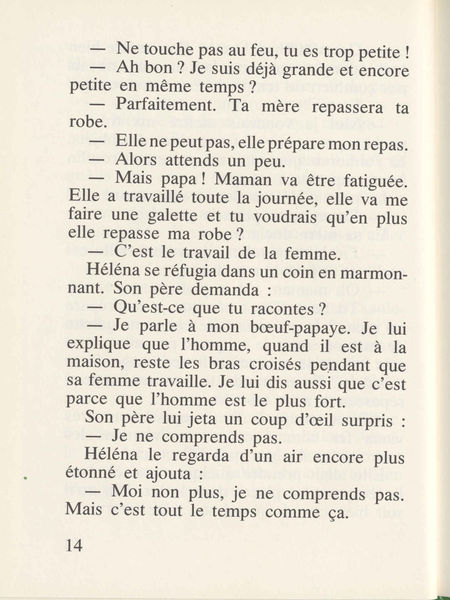 — Ne touche pas au feu, tu es trop petite !
— Ah bon ? Je suis déjà grande et encore
petite en même temps ?
— Parfaitement. Ta mère repassera ta
robe.
— Elle ne peut pas, elle prépare mon repas.
— Alors attends un peu.
— Mais papa ! Maman va être fatiguée.
Elle a travaillé toute la journée, elle va me
faire une galette et tu voudrais qu'en plus
elle repasse ma robe ?
— C'est le travail de la femme.
Héléna se réfugia dans un coin en marmon-
nant. Son père demanda :
— Qu'est-ce que tu racontes ?
— Je parle à mon bœuf-papaye. Je lui
explique que l'homme, quand il est à la
maison, reste les bras croisés pendant que
sa femme travaille. Je lui dis aussi que c'est
parce que l'homme est le plus fort.
Son père lui jeta un coup d'œil surpris :
— Je ne comprends pas.
Héléna le regarda d'un air encore plus
étonné et ajouta :
— Moi non plus, je ne comprends pas.
Mais c'est tout le temps comme ça.
14